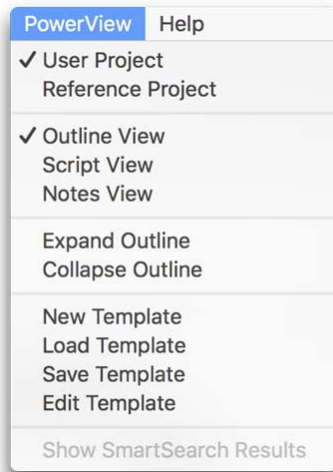 PowerView Help
✓ User Project
Reference Project
✓ Outline View
Script View
Notes View
Expand Outline
Collapse Outline
New Template
Load Template
Save Template
Edit Template
Show SmartSearch Results